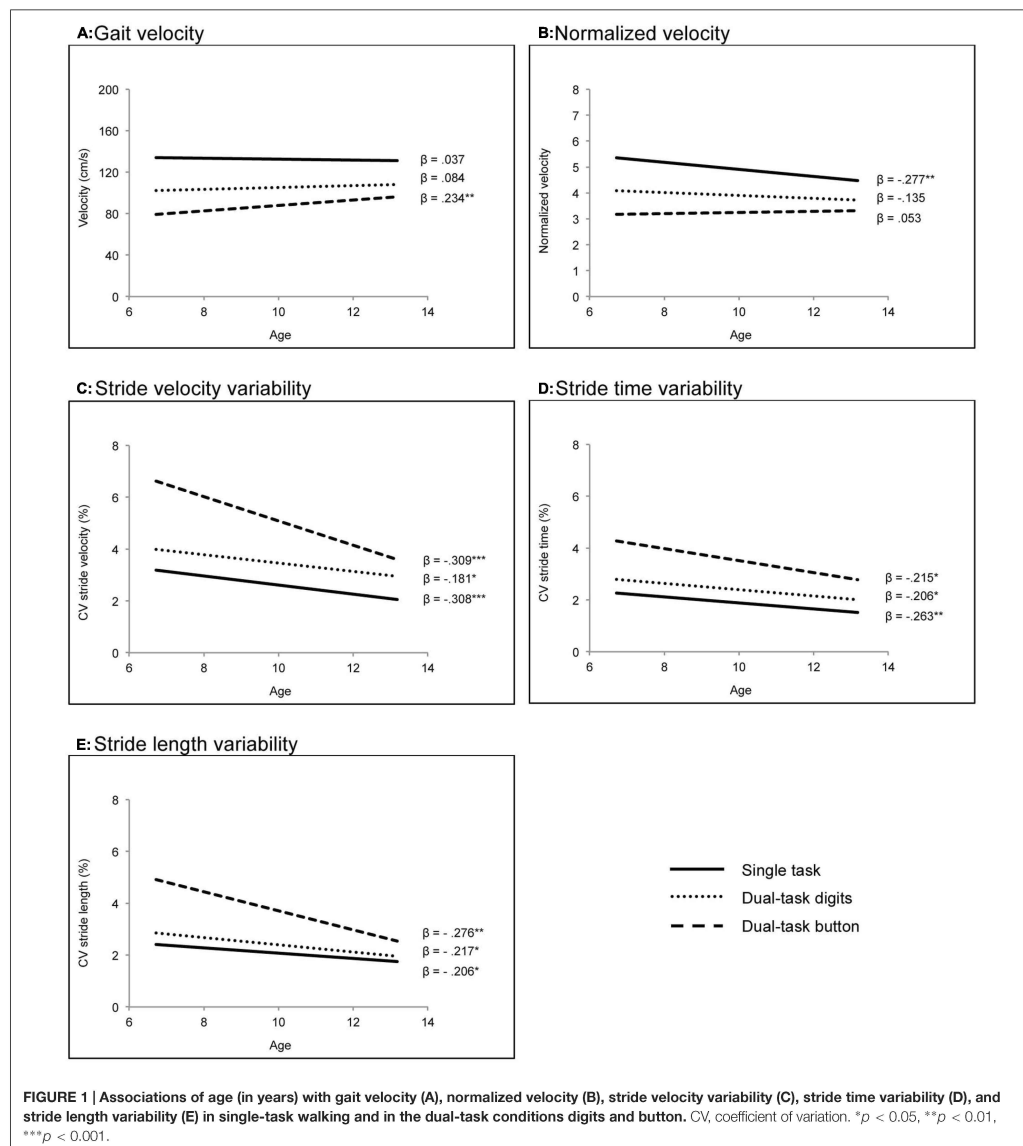 A: Gait velocity
Velocity (cm/s)
200
160
120
80
40
0
6 8 10 12 14
Age
β = .037
β = .084
β = .234**
B: Normalized velocity
Normalized velocity
8
7
6
5
4
3
2
1
0
6 8 10 12 14
Age
β = -.277**
β = -.135
β = .053
C: Stride velocity variability
CV stride velocity (%)
8
6
4
2
0
6 8 10 12 14
Age
β = -.309***
β = -.181*
β = -.308***
D: Stride time variability
CV stride time (%)
8
6
4
2
0
6 8 10 12 14
Age
β = -.215*
β = -.206*
β = -.263**
E: Stride length variability
CV stride length (%)
8
6
4
2
0
6 8 10 12 14
Age
β = - .276**
β = - .217*
β = - .206*
Single task
Dual-task digits
Dual-task button
FIGURE 1 | Associations of age (in years) with gait velocity (A), normalized velocity (B), stride velocity variability (C), stride time variability (D), and
stride length variability (E) in single-task walking and in the dual-task conditions digits and button. CV, coefficient of variation. *p < 0.05, **p < 0.01,
***p < 0.001.